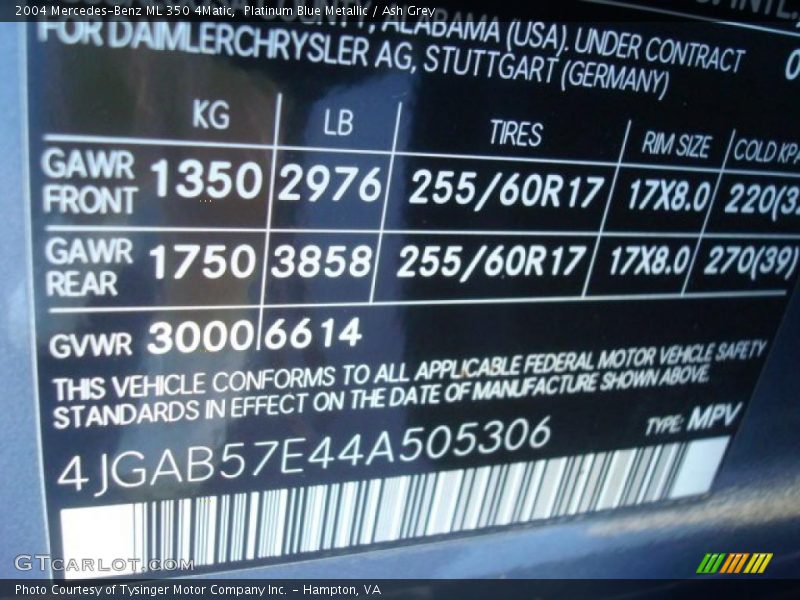 2004 Mercedes-Benz ML 350 4Matic, Platinum Blue Metallic / Ash Grey
ALABAMA (USA). UNDER CONTRACT
FOR DAIMLERCHRYSLER AG, STUTTGART (GERMANY)
KG LB TIRES RIM SIZE COLD KPA
GAWR FRONT 1350 2976 255/60R17 17X8.0 220(32
GAWR REAR 1750 3858 255/60R17 17X8.0 270(39)
GVWR 3000 6614
THIS VEHICLE CONFORMS TO ALL APPLICABLE FEDERAL MOTOR VEHICLE SAFETY
STANDARDS IN EFFECT ON THE DATE OF MANUFACTURE SHOWN ABOVE.
4JGAB57E44A505306 TYPE: MPV
GTCARLOT.COM
Photo Courtesy of Tysinger Motor Company Inc. - Hampton, VA